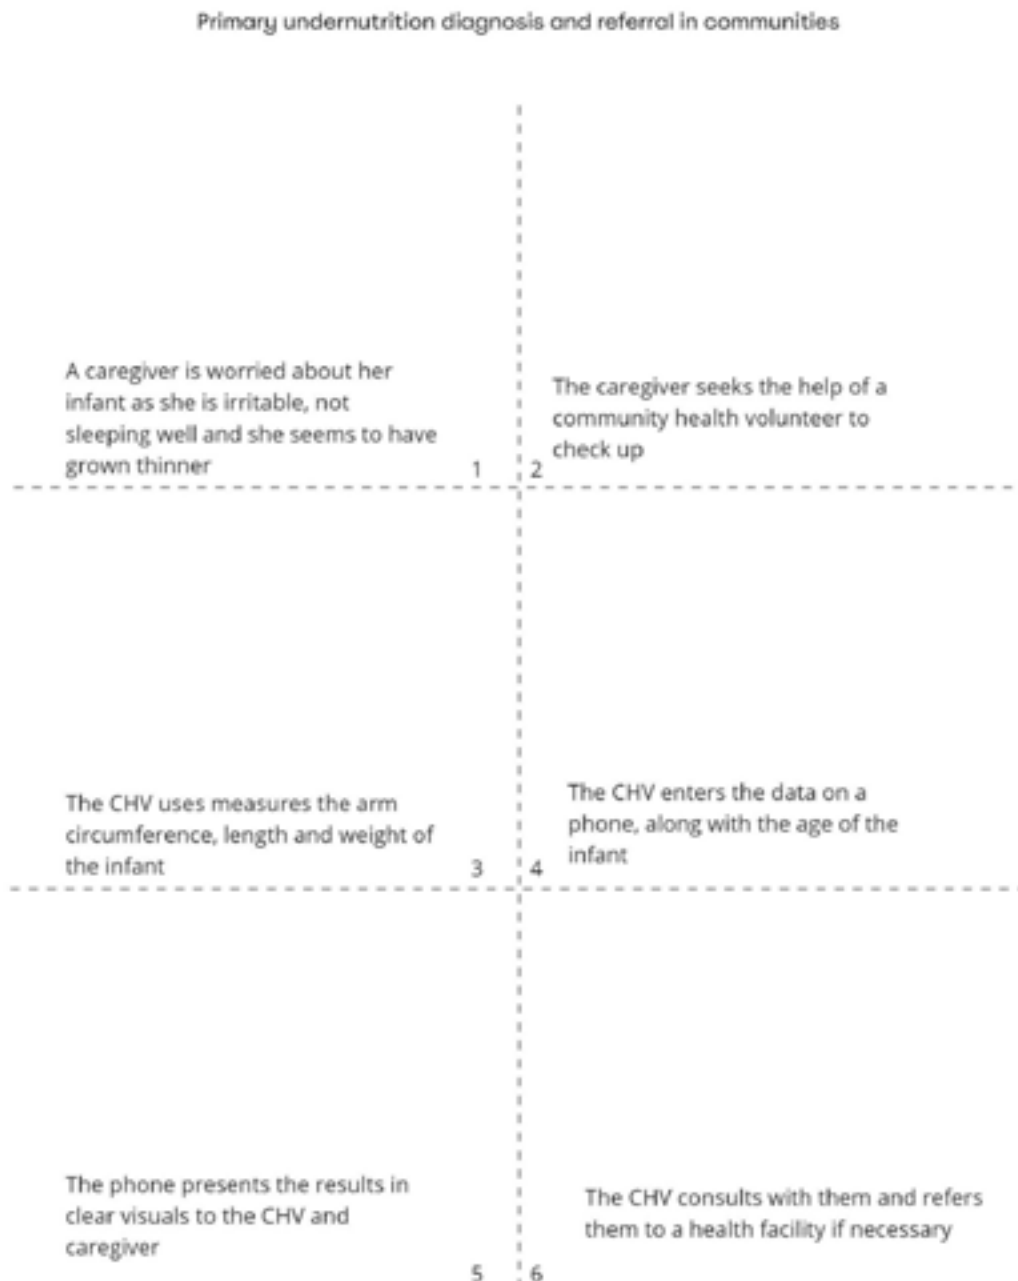 Primary undernutrition diagnosis and referral in communities
A caregiver is worried about her
infant as she is irritable, not
sleeping well and she seems to have
grown thinner
1
The caregiver seeks the help of a
community health volunteer to
check up
2
The CHV uses measures the arm
circumference, length and weight of
the infant
3
The CHV enters the data on a
phone, along with the age of the
infant
4
The phone presents the results in
clear visuals to the CHV and
caregiver
5
The CHV consults with them and refers
them to a health facility if necessary
6